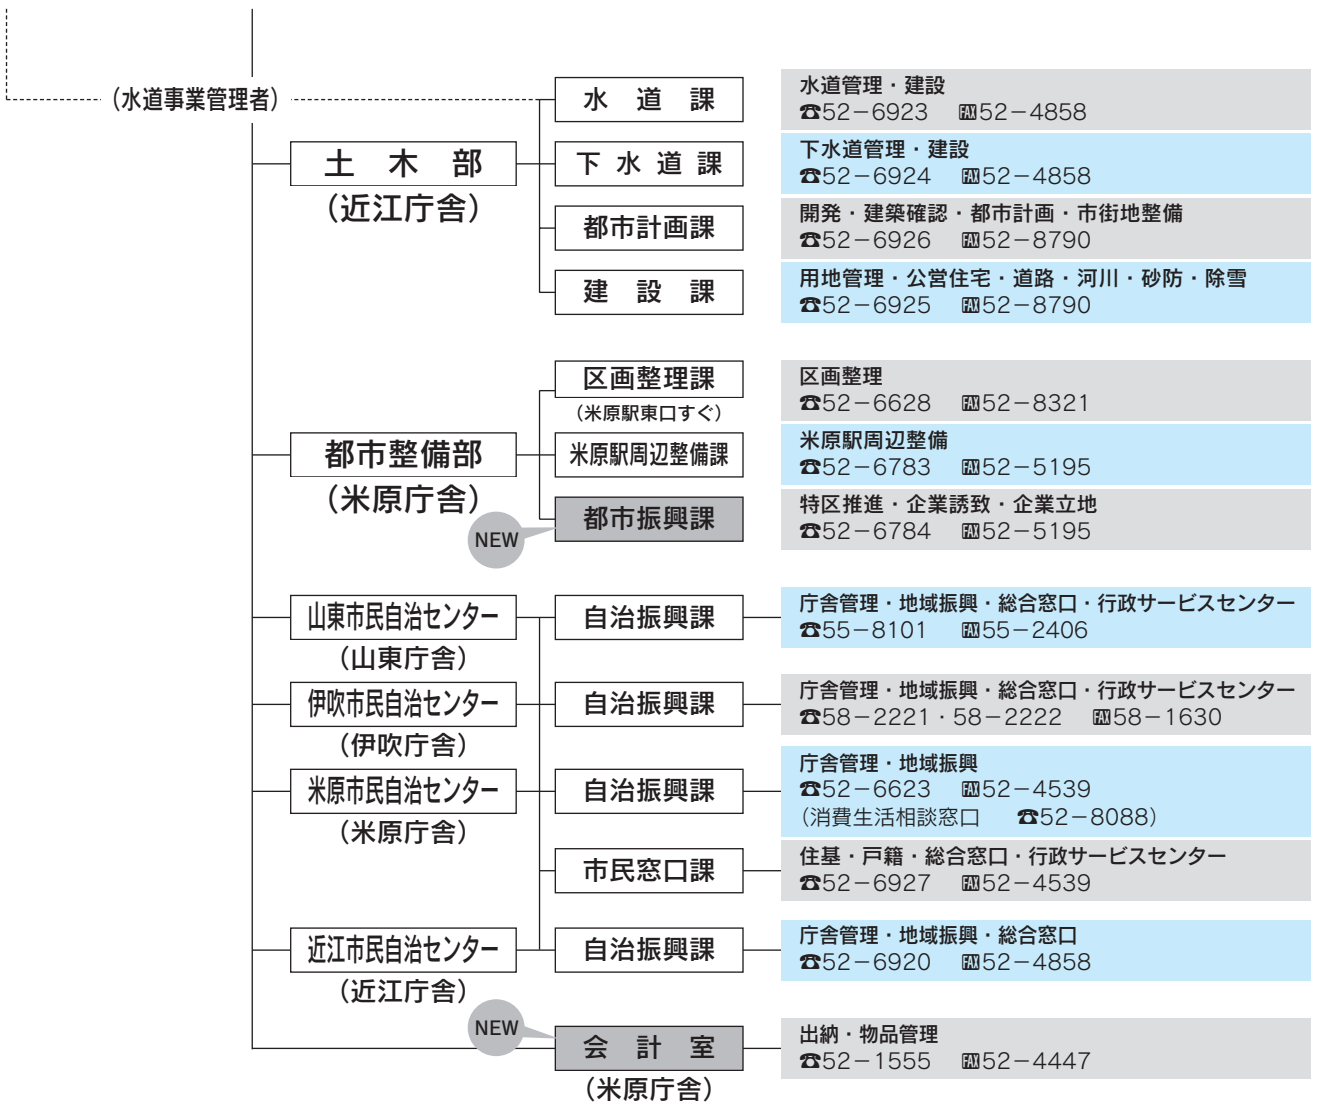 （水道事業管理者）
水道課
水道管理・建設
☎52－6923 FAX52－4858
土木部
（近江庁舎）
下水道課
下水道管理・建設
☎52－6924 FAX52－4858
都市計画課
開発・建築確認・都市計画・市街地整備
☎52－6926 FAX52－8790
建設課
用地管理・公営住宅・道路・河川・砂防・除雪
☎52－6925 FAX52－8790
都市整備部
（米原庁舎）
区画整理課
（米原駅東口すぐ）
区画整理
☎52－6628 FAX52－8321
米原駅周辺整備課
米原駅周辺整備
☎52－6783 FAX52－5195
NEW
都市振興課
特区推進・企業誘致・企業立地
☎52－6784 FAX52－5195
山東市民自治センター
（山東庁舎）
自治振興課
庁舎管理・地域振興・総合窓口・行政サービスセンター
☎55－8101 FAX55－2406
伊吹市民自治センター
（伊吹庁舎）
自治振興課
庁舎管理・地域振興・総合窓口・行政サービスセンター
☎58－2221・58－2222 FAX58－1630
米原市民自治センター
（米原庁舎）
自治振興課
庁舎管理・地域振興
☎52－6623 FAX52－4539
（消費生活相談窓口 ☎52－8088）
市民窓口課
住基・戸籍・総合窓口・行政サービスセンター
☎52－6927 FAX52－4539
近江市民自治センター
（近江庁舎）
自治振興課
庁舎管理・地域振興・総合窓口
☎52－6920 FAX52－4858
NEW
会計室
（米原庁舎）
出納・物品管理
☎52－1555 FAX52－4447